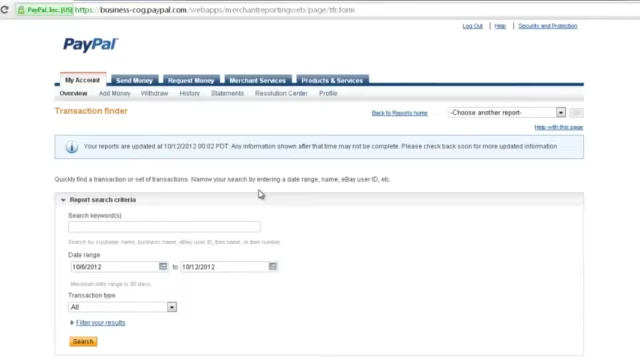 PayPal, Inc. [US] https://business-cog.paypal.com/webapps/merchantreportingweb/page/tfr.form
Log Out | Help | Security and Protection
PayPal
My Account Send Money Request Money Merchant Services Products & Services
Overview Add Money Withdraw History Statements Resolution Center Profile
Transaction finder
Back to Reports home -Choose another report- Go
Help with this page
Your reports are updated at 10/12/2012 00:02 PDT. Any information shown after that time may not be complete. Please check back soon for more updated information
Quickly find a transaction or set of transactions. Narrow your search by entering a date range, name, eBay user ID, etc.
Report search criteria
Search keyword(s)
Search by customer name, business name, eBay user ID, item name, or item number.
Date range
10/6/2012 to 10/12/2012
Maximum date range is 90 days.
Transaction type
All
Filter your results
Search